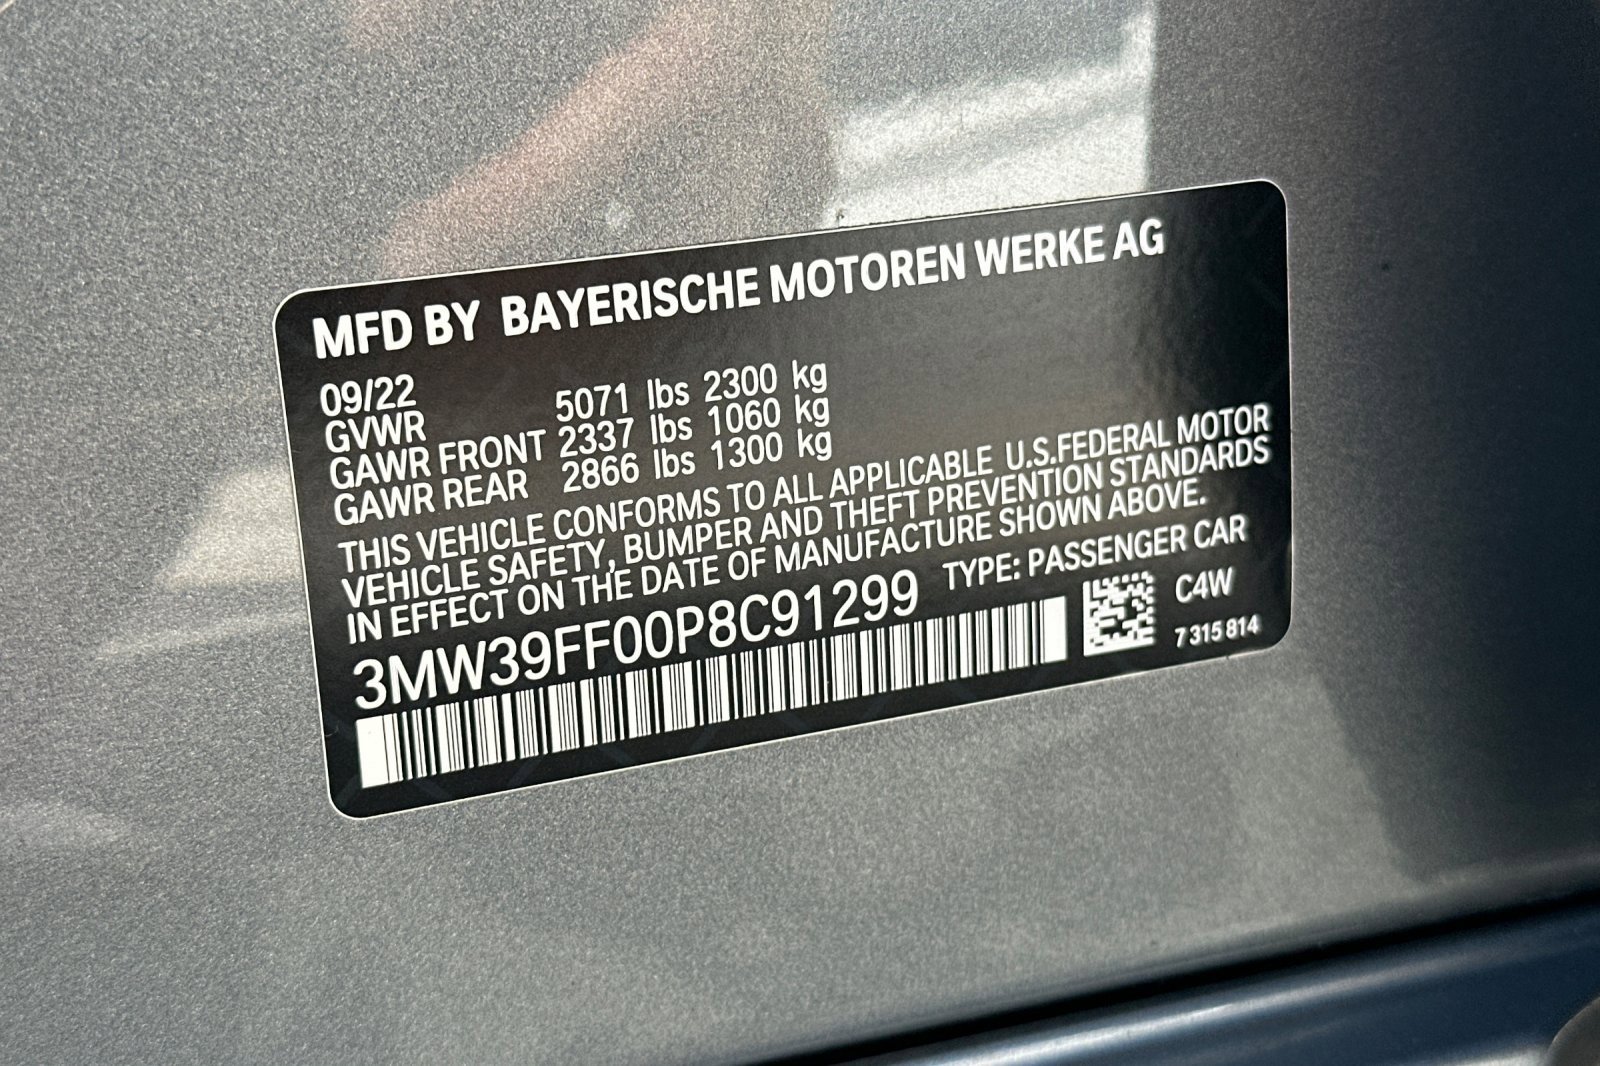 MFD BY BAYERISCHE MOTOREN WERKE AG
09/22
GVWR 5071 lbs 2300 kg
GAWR FRONT 2337 lbs 1060 kg
GAWR REAR 2866 lbs 1300 kg
THIS VEHICLE CONFORMS TO ALL APPLICABLE U.S.FEDERAL MOTOR
VEHICLE SAFETY, BUMPER AND THEFT PREVENTION STANDARDS
IN EFFECT ON THE DATE OF MANUFACTURE SHOWN ABOVE.
3MW39FF00P8C91299 TYPE: PASSENGER CAR
C4W
7 315 814